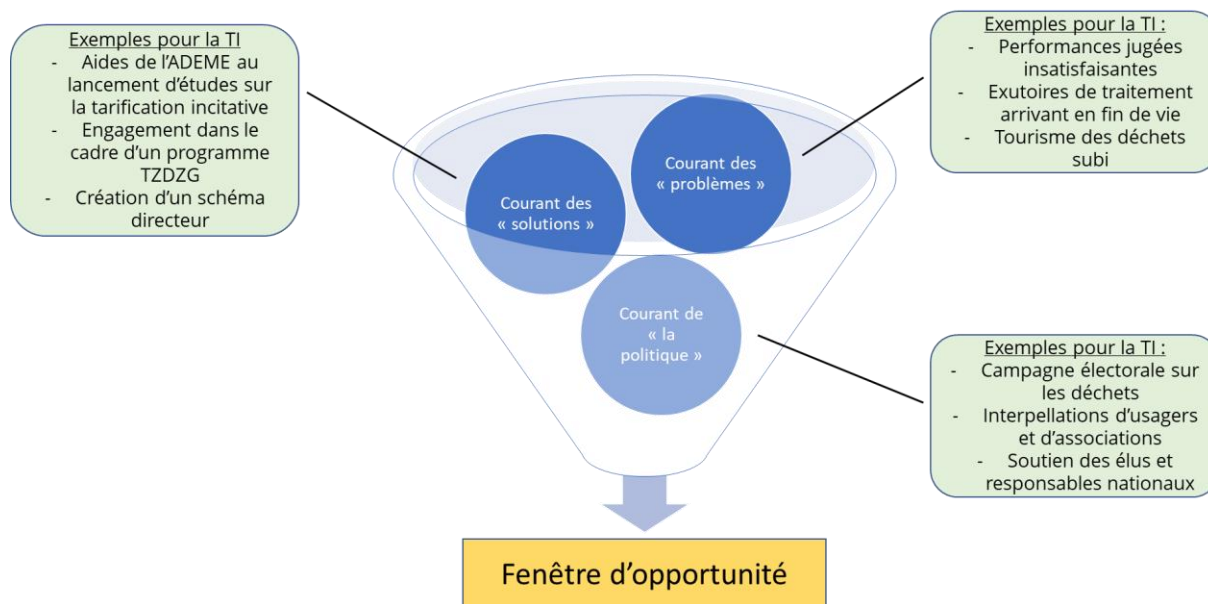 Exemples pour la TI
- Aides de l'ADEME au
lancement d'études sur
la tarification incitative
- Engagement dans le
cadre d'un programme
TZDZG
- Création d'un schéma
directeur
Exemples pour la TI :
- Performances jugées
insatisfaisantes
- Exutoires de traitement
arrivant en fin de vie
- Tourisme des déchets
subi
Courant des
« problèmes »
Courant des
« solutions »
Courant de
« la
politique »
Exemples pour la TI :
- Campagne électorale sur
les déchets
- Interpellations d'usagers
et d'associations
- Soutien des élus et
responsables nationaux
Fenêtre d'opportunité